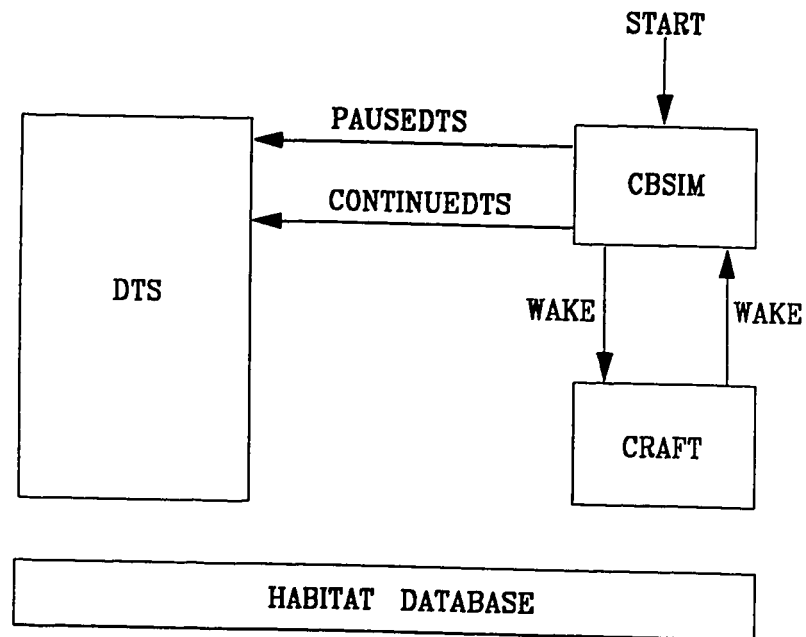 START
PAUSEDTS
CBSIM
CONTINUEDTS
DTS
WAKE
WAKE
CRAFT
HABITAT DATABASE